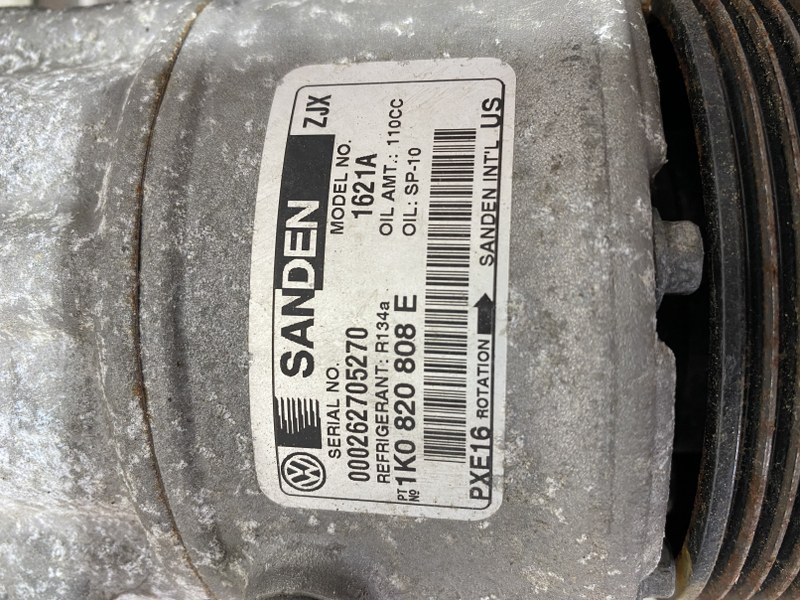 SANDEN ZJX
SERIAL NO. MODEL NO.
000262705270 1621A
REFRIGERANT: R134a OIL AMT.: 110CC
PT Nº 1K0 820 808 E OIL: SP-10
PXE16 ROTATION SANDEN INT'L US